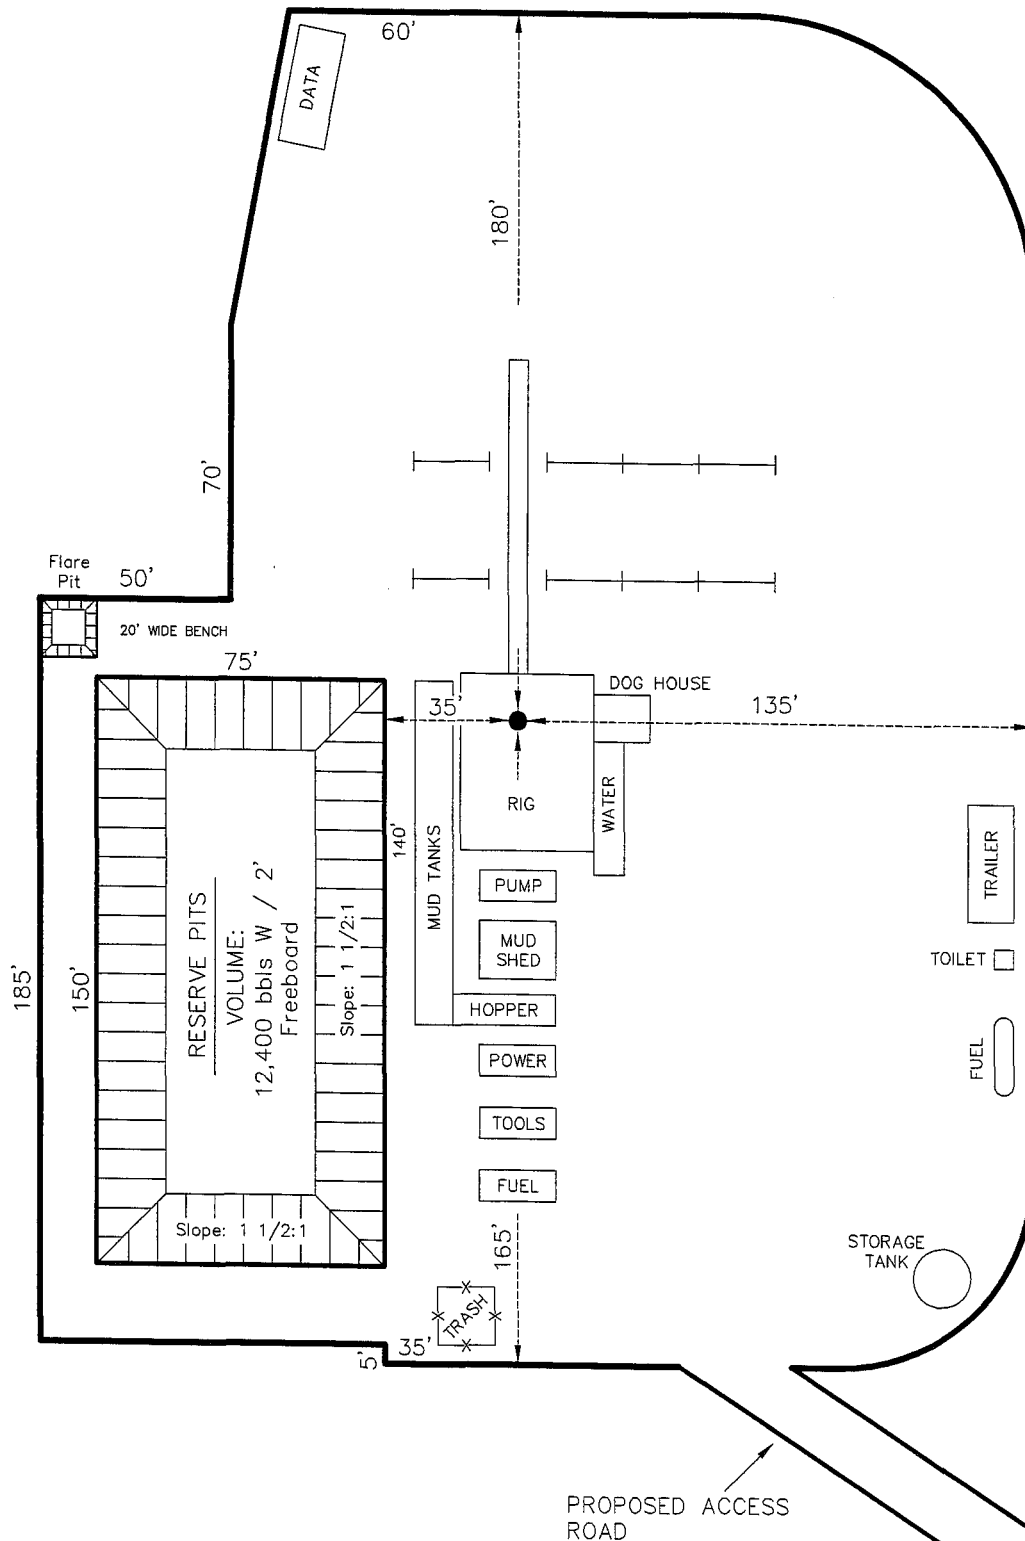 60'
DATA
180'
70'
Flare
Pit
50'
20' WIDE BENCH
75'
DOG HOUSE
35'
135'
RIG
WATER
140'
MUD TANKS
PUMP
MUD
SHED
HOPPER
POWER
TOOLS
FUEL
TRAILER
TOILET
FUEL
185'
150'
RESERVE PITS
VOLUME:
12,400 bbls W / 2'
Freeboard
Slope: 1 1/2:1
Slope: 1 1/2:1
165'
STORAGE
TANK
TRASH
5'
35'
PROPOSED ACCESS
ROAD